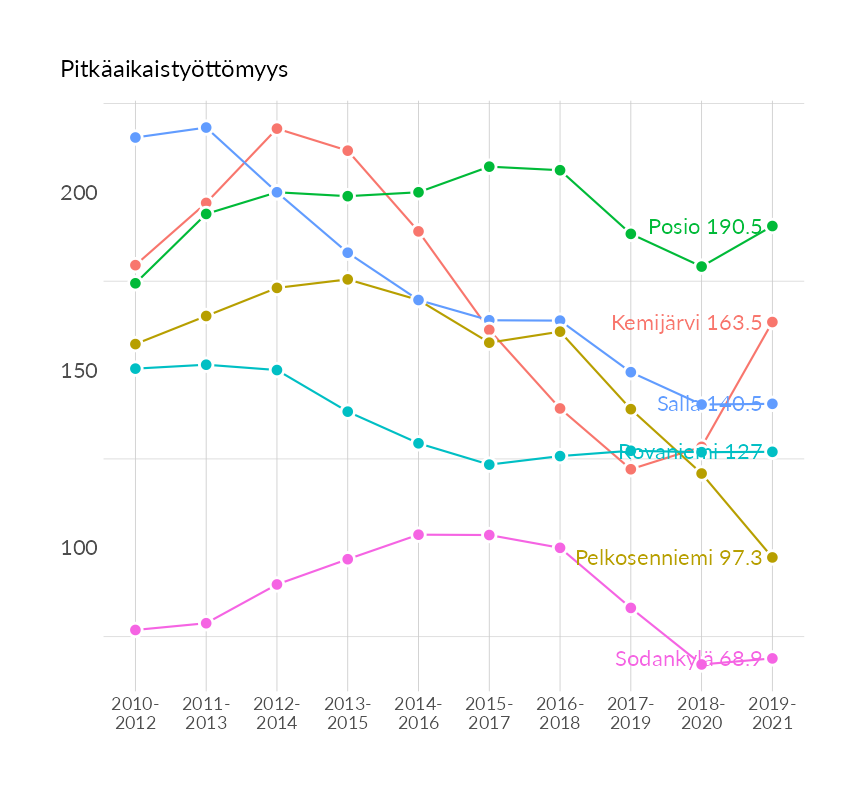 Pitkäaikaistyöttömyys
200
150
100
Posio 190.5
Kemijärvi 163.5
Salla 140.5
Rovaniemi 127
Pelkosenniemi 97.3
Sodankylä 68.9
2010- 2011- 2012- 2013- 2014- 2015- 2016- 2017- 2018- 2019-
2012 2013 2014 2015 2016 2017 2018 2019 2020 2021